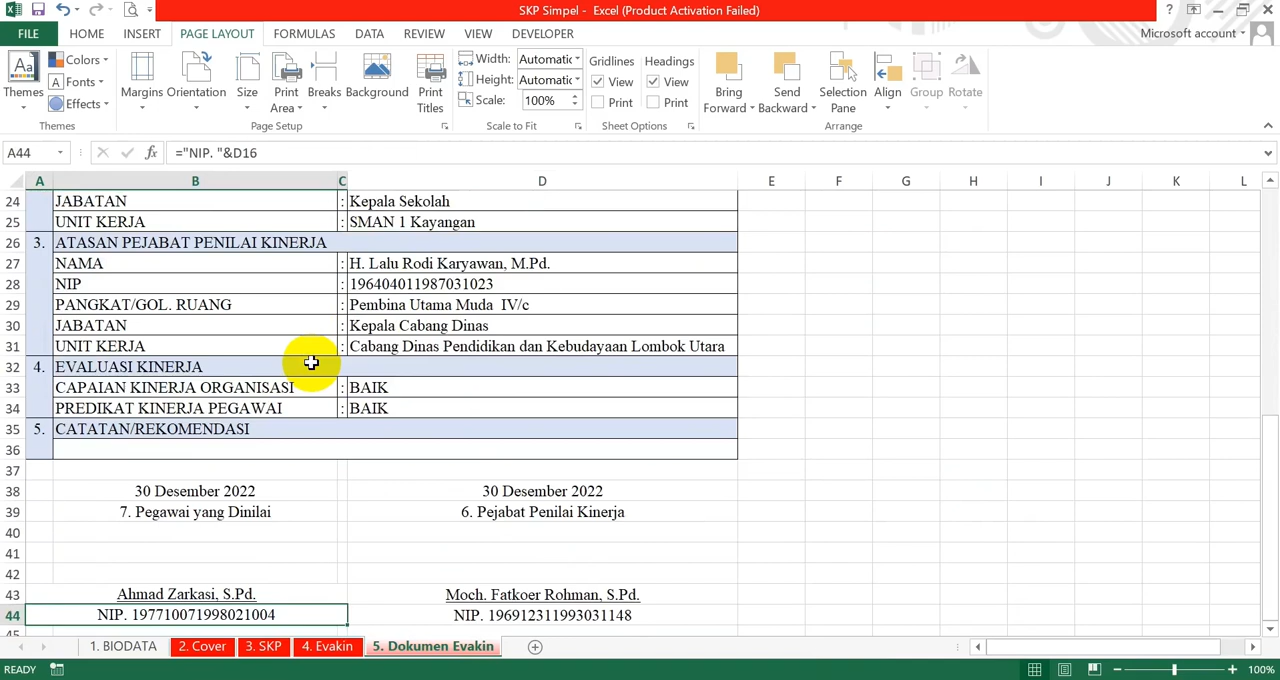 SKP Simpel - Excel (Product Activation Failed)
FILE HOME INSERT PAGE LAYOUT FORMULAS DATA REVIEW VIEW DEVELOPER Microsoft account
Themes Colors Fonts Effects Margins Orientation Size Print Area Breaks Background Print Titles
Width: Automatic Height: Automatic Scale: 100%
Gridlines View Print Headings View Print
Bring Forward Send Backward Selection Pane Align Group Rotate
Themes Page Setup Scale to Fit Sheet Options Arrange
A44 fx ="NIP. "&D16
A B C D E F G H I J K L
24 JABATAN : Kepala Sekolah
25 UNIT KERJA : SMAN 1 Kayangan
26 3. ATASAN PEJABAT PENILAI KINERJA
27 NAMA : H. Lalu Rodi Karyawan, M.Pd.
28 NIP : 196404011987031023
29 PANGKAT/GOL. RUANG : Pembina Utama Muda IV/c
30 JABATAN : Kepala Cabang Dinas
31 UNIT KERJA : Cabang Dinas Pendidikan dan Kebudayaan Lombok Utara
32 4. EVALUASI KINERJA
33 CAPAIAN KINERJA ORGANISASI : BAIK
34 PREDIKAT KINERJA PEGAWAI : BAIK
35 5. CATATAN/REKOMENDASI
36
37
38 30 Desember 2022 30 Desember 2022
39 7. Pegawai yang Dinilai 6. Pejabat Penilai Kinerja
40
41
42
43 Ahmad Zarkasi, S.Pd. Moch. Fatkoer Rohman, S.Pd.
44 NIP. 197710071998021004 NIP. 196912311993031148
45
1. BIODATA 2. Cover 3. SKP 4. Evakin 5. Dokumen Evakin
READY 100%